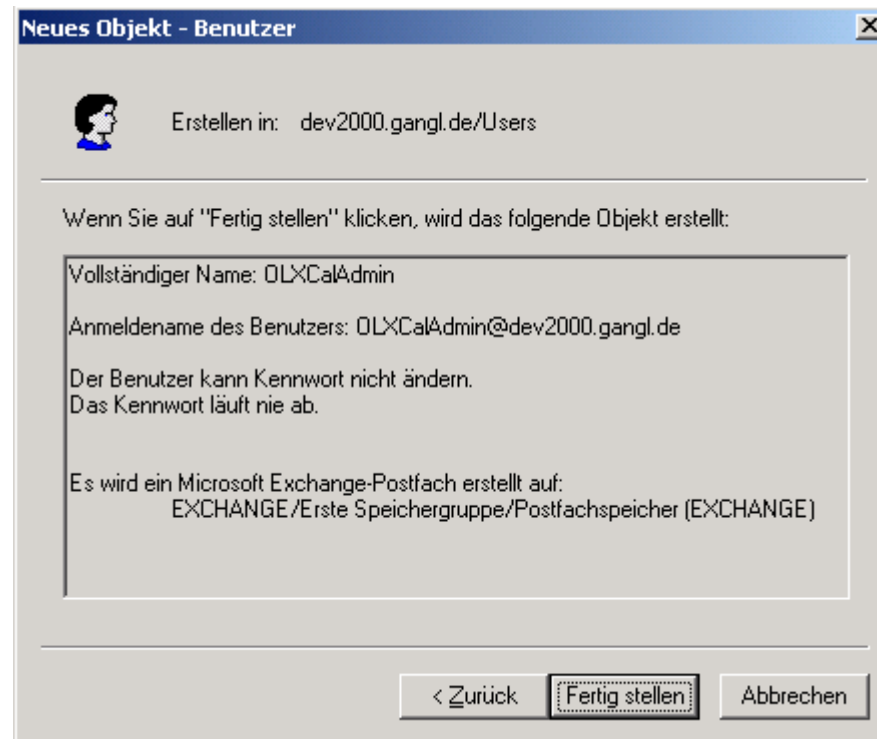 Neues Objekt - Benutzer
Erstellen in: dev2000.gangl.de/Users
Wenn Sie auf "Fertig stellen" klicken, wird das folgende Objekt erstellt:
Vollständiger Name: OLXCalAdmin
Anmeldename des Benutzers: OLXCalAdmin@dev2000.gangl.de
Der Benutzer kann Kennwort nicht ändern.
Das Kennwort läuft nie ab.
Es wird ein Microsoft Exchange-Postfach erstellt auf:
EXCHANGE/Erste Speichergruppe/Postfachspeicher (EXCHANGE)
< Zurück Fertig stellen Abbrechen